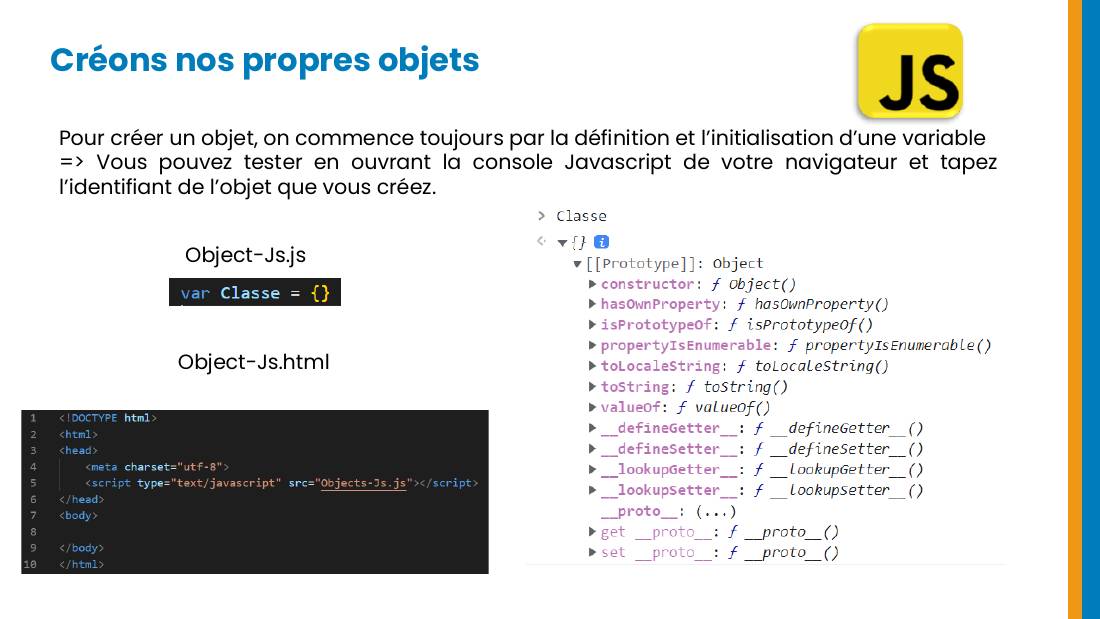 Créons nos propres objets
JS
Pour créer un objet, on commence toujours par la définition et l’initialisation d’une variable
=> Vous pouvez tester en ouvrant la console Javascript de votre navigateur et tapez
l’identifiant de l’objet que vous créez.
Object-Js.js
var Classe = {}
Object-Js.html
1 <!DOCTYPE html>
2 <html>
3 <head>
4 <meta charset="utf-8">
5 <script type="text/javascript" src="Objects-Js.js"></script>
6 </head>
7 <body>
8
9 </body>
10 </html>
> Classe
<· ▼{} i
▼[[Prototype]]: Object
▶constructor: ƒ Object()
▶hasOwnProperty: ƒ hasOwnProperty()
▶isPrototypeOf: ƒ isPrototypeOf()
▶propertyIsEnumerable: ƒ propertyIsEnumerable()
▶toLocaleString: ƒ toLocaleString()
▶toString: ƒ toString()
▶valueOf: ƒ valueOf()
▶__defineGetter__: ƒ __defineGetter__()
▶__defineSetter__: ƒ __defineSetter__()
▶__lookupGetter__: ƒ __lookupGetter__()
▶__lookupSetter__: ƒ __lookupSetter__()
__proto__: (...)
▶get __proto__: ƒ __proto__()
▶set __proto__: ƒ __proto__()